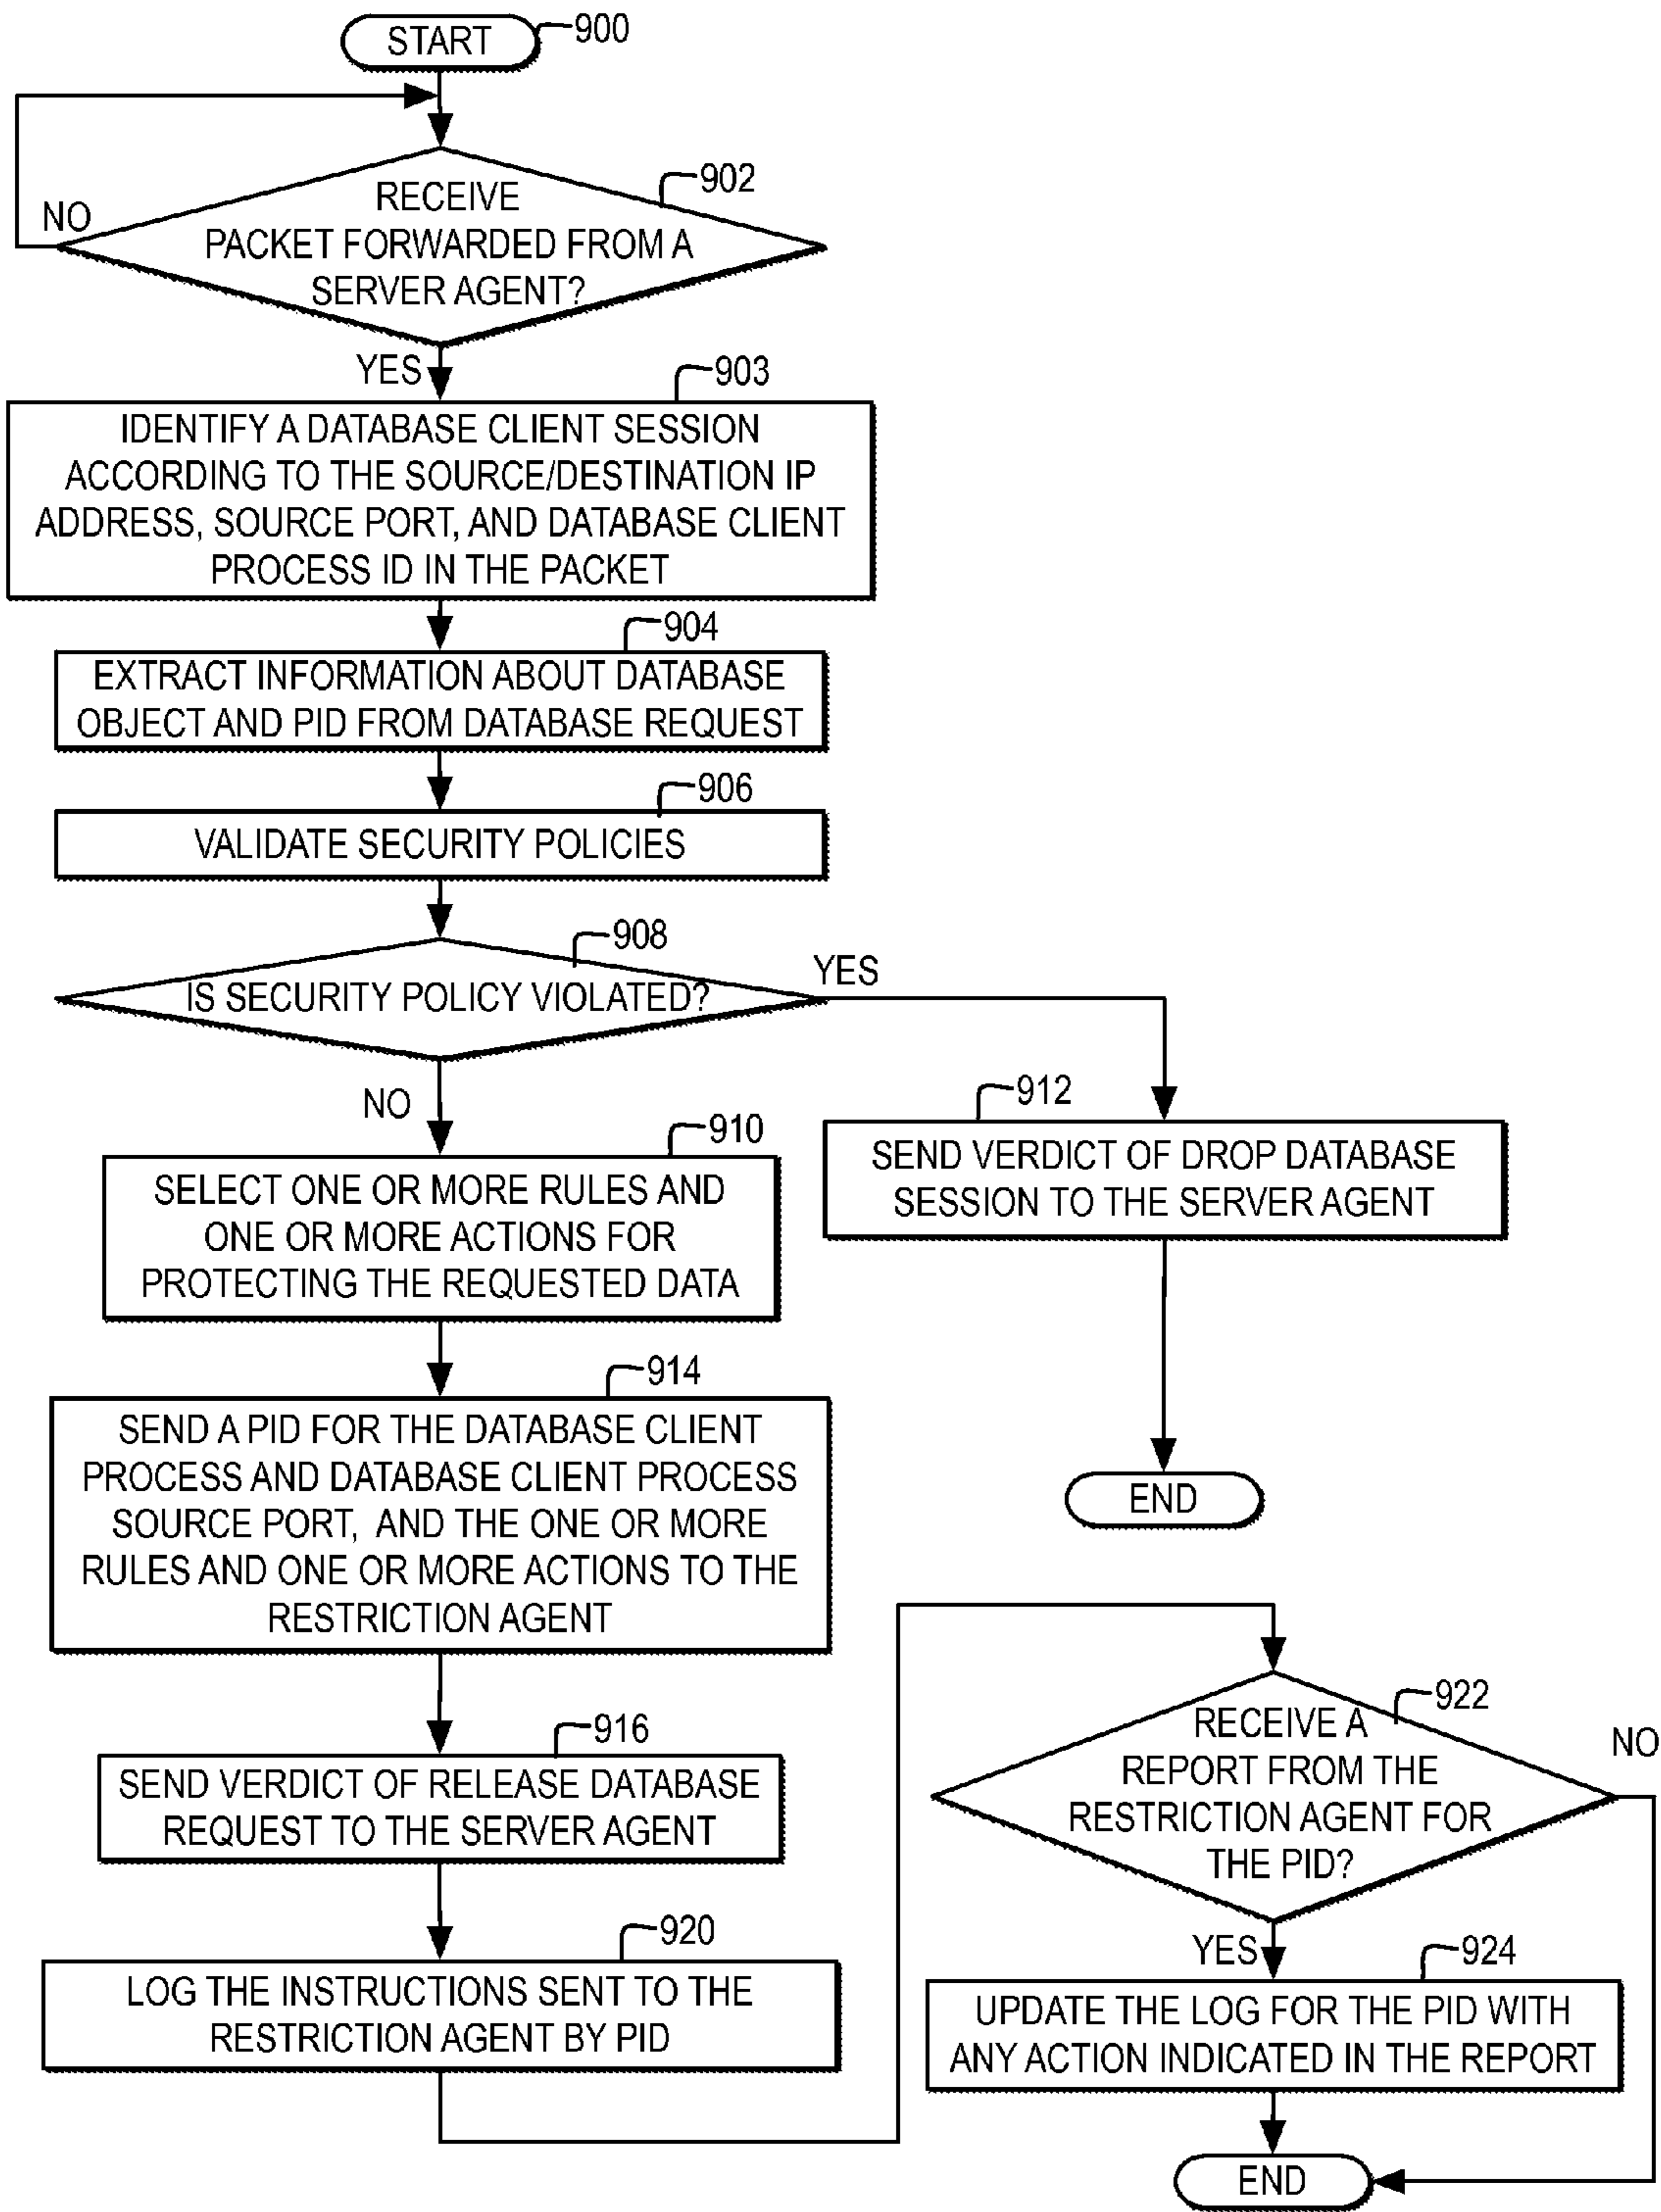 START
900
902
RECEIVE
PACKET FORWARDED FROM A
SERVER AGENT?
NO
YES
903
IDENTIFY A DATABASE CLIENT SESSION
ACCORDING TO THE SOURCE/DESTINATION IP
ADDRESS, SOURCE PORT, AND DATABASE CLIENT
PROCESS ID IN THE PACKET
904
EXTRACT INFORMATION ABOUT DATABASE
OBJECT AND PID FROM DATABASE REQUEST
906
VALIDATE SECURITY POLICIES
908
IS SECURITY POLICY VIOLATED?
YES
NO
910
SELECT ONE OR MORE RULES AND
ONE OR MORE ACTIONS FOR
PROTECTING THE REQUESTED DATA
912
SEND VERDICT OF DROP DATABASE
SESSION TO THE SERVER AGENT
END
914
SEND A PID FOR THE DATABASE CLIENT
PROCESS AND DATABASE CLIENT PROCESS
SOURCE PORT, AND THE ONE OR MORE
RULES AND ONE OR MORE ACTIONS TO THE
RESTRICTION AGENT
916
SEND VERDICT OF RELEASE DATABASE
REQUEST TO THE SERVER AGENT
920
LOG THE INSTRUCTIONS SENT TO THE
RESTRICTION AGENT BY PID
922
RECEIVE A
REPORT FROM THE
RESTRICTION AGENT FOR
THE PID?
NO
YES
924
UPDATE THE LOG FOR THE PID WITH
ANY ACTION INDICATED IN THE REPORT
END